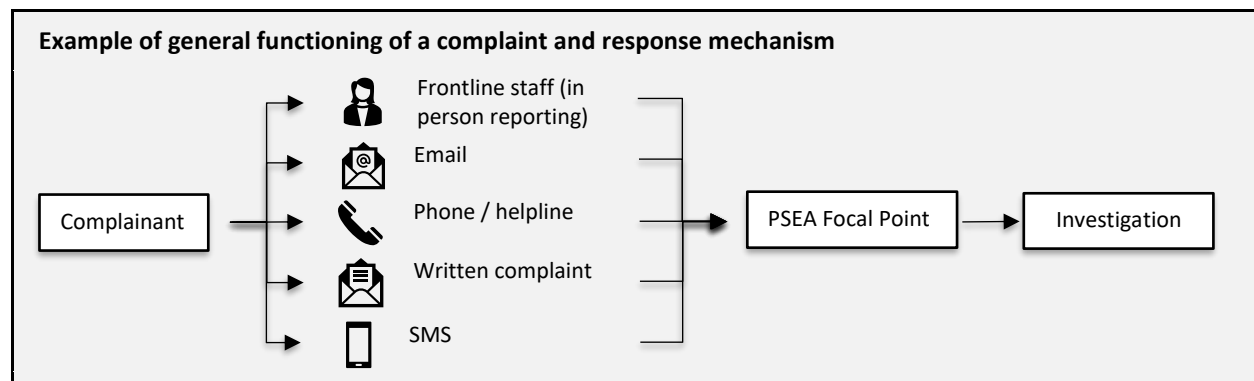 Example of general functioning of a complaint and response mechanism
Frontline staff (in
person reporting)
@
Email
Complainant
Phone / helpline
PSEA Focal Point
Investigation
Written complaint
SMS